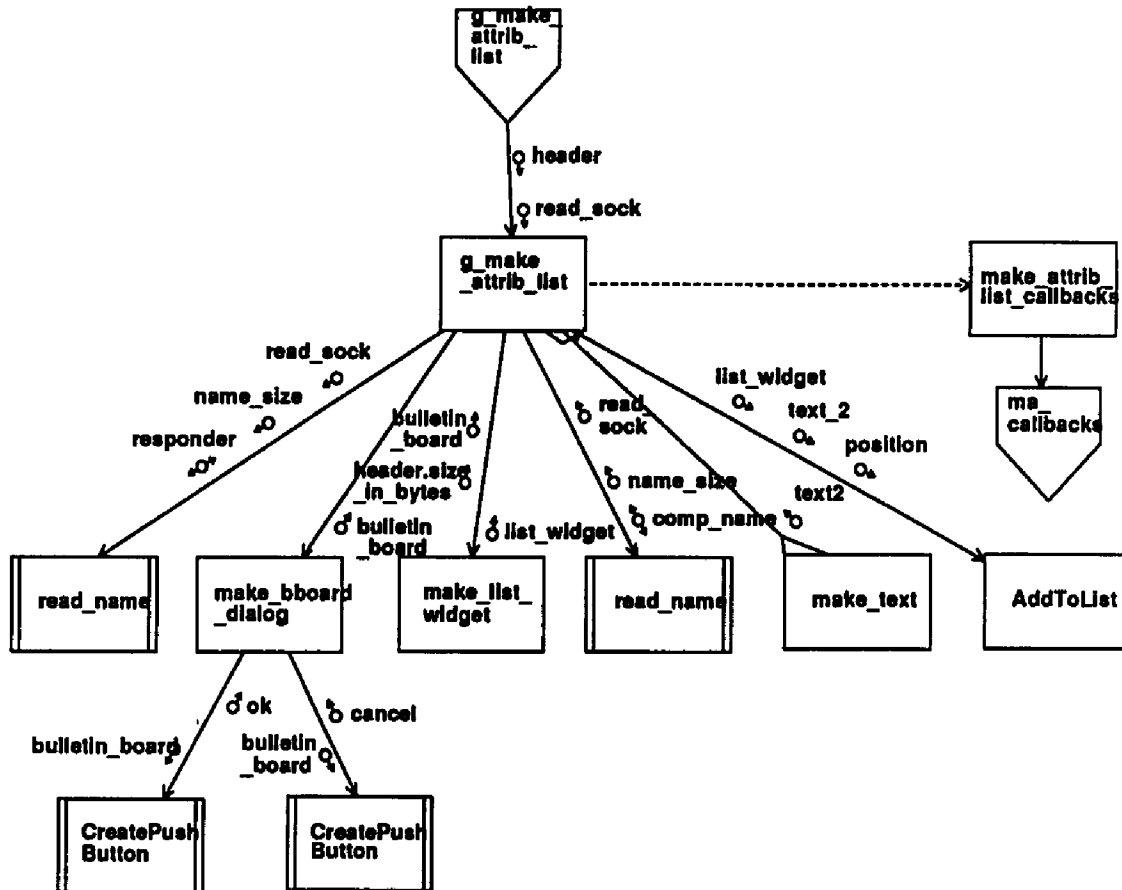 g_make_
attrib_
list
header
read_sock
g_make
_attrib_list
make_attrib_
list_callbacks
ma_
callbacks
read_sock
name_size
responder
bulletin
_board
header.size
_in_bytes
bulletin
_board
list_widget
read_
sock
name_size
comp_name
list_widget
text_2
position
text2
read_name
make_bboard
_dialog
make_list_
widget
read_name
make_text
AddToList
ok
bulletin_board
cancel
bulletin
_board
CreatePush
Button
CreatePush
Button